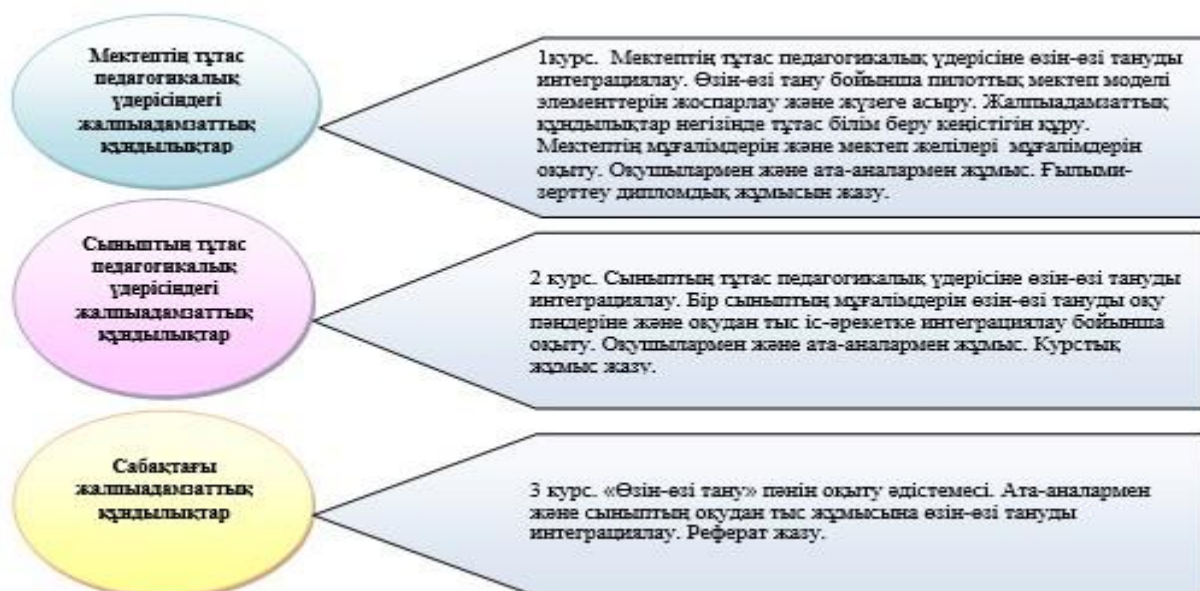 Мектептің тұтас
педагогикалық
үдерісіндегі
жалпыадамзаттық
құндылықтар
1курс. Мектептің тұтас педагогикалық үдерісіне өзін-өзі тануды
интеграциялау. Өзін-өзі тану бойынша пилоттық мектеп моделі
элементтерін жоспарлау және жүзеге асыру. Жалпыадамзаттық
құндылықтар негізінде тұтас білім беру кеңістігін құру.
Мектептің мұғалімдерін және мектеп желілері мұғалімдерін
оқыту. Оқушылармен және ата-аналармен жұмыс. Ғылыми-
зерттеу дипломдық жұмысын жазу.
Сыныптың тұтас
педагогикалық
үдерісіндегі
жалпыадамзаттық
құндылықтар
2 курс. Сыныптың тұтас педагогикалық үдерісіне өзін-өзі тануды
интеграциялау. Бір сыныптың мұғалімдерін өзін-өзі тануды оқу
пәндеріне және оқудан тыс іс-әрекетке интеграциялау бойынша
оқыту. Оқушылармен және ата-аналармен жұмыс. Курстық
жұмыс жазу.
Сабақтағы
жалпыадамзаттық
құндылықтар
3 курс. «Өзін-өзі тану» пәнін оқыту әдістемесі. Ата-аналармен
және сыныптың оқудан тыс жұмысына өзін-өзі тануды
интеграциялау. Реферат жазу.